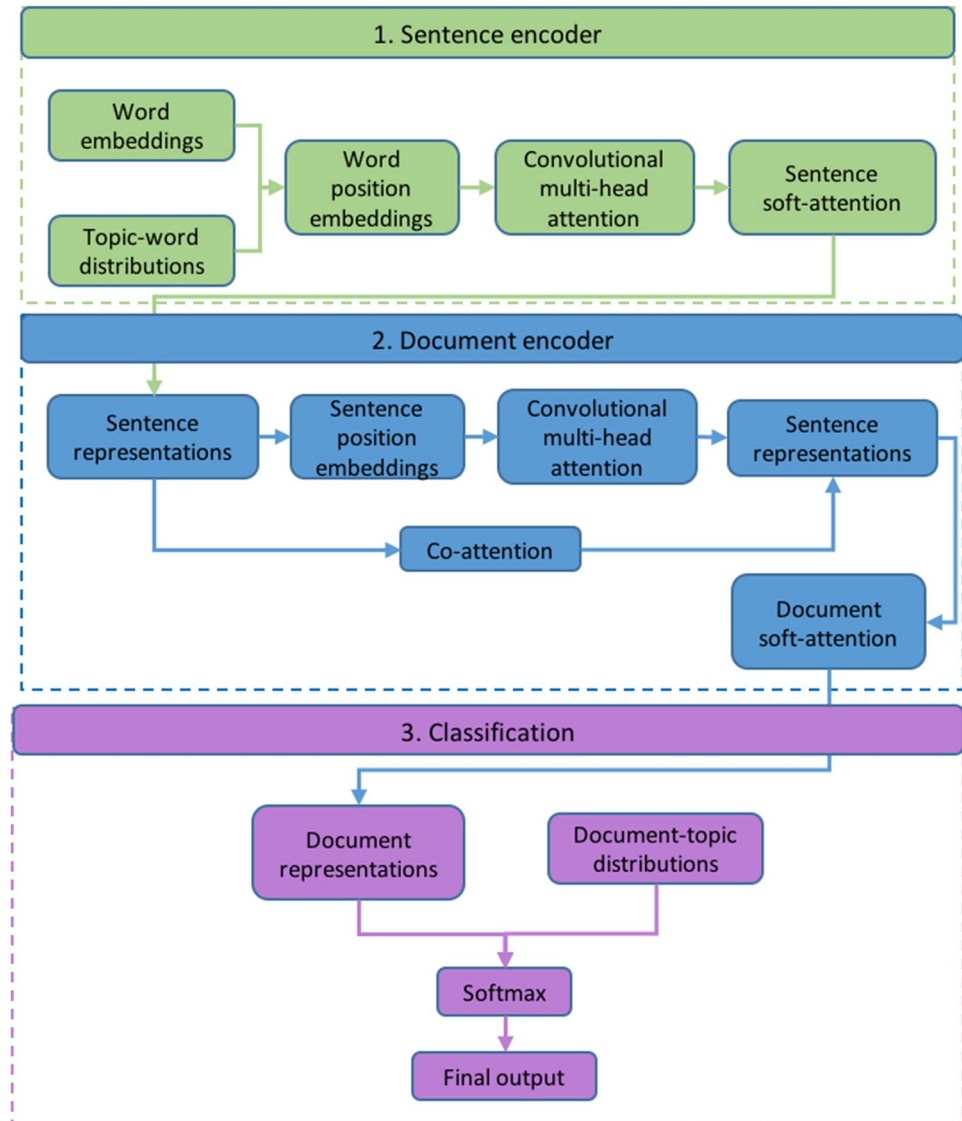 1. Sentence encoder
Word
embeddings
Topic-word
distributions
Word
position
embeddings
Convolutional
multi-head
attention
Sentence
soft-attention
2. Document encoder
Sentence
representations
Sentence
position
embeddings
Convolutional
multi-head
attention
Sentence
representations
Co-attention
Document
soft-attention
3. Classification
Document
representations
Document-topic
distributions
Softmax
Final output